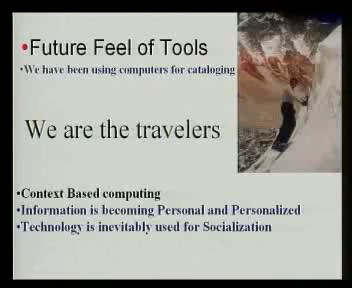 •Future Feel of Tools
•We have been using computers for cataloging
We are the travelers
•Context Based computing
•Information is becoming Personal and Personalized
•Technology is inevitably used for Socialization